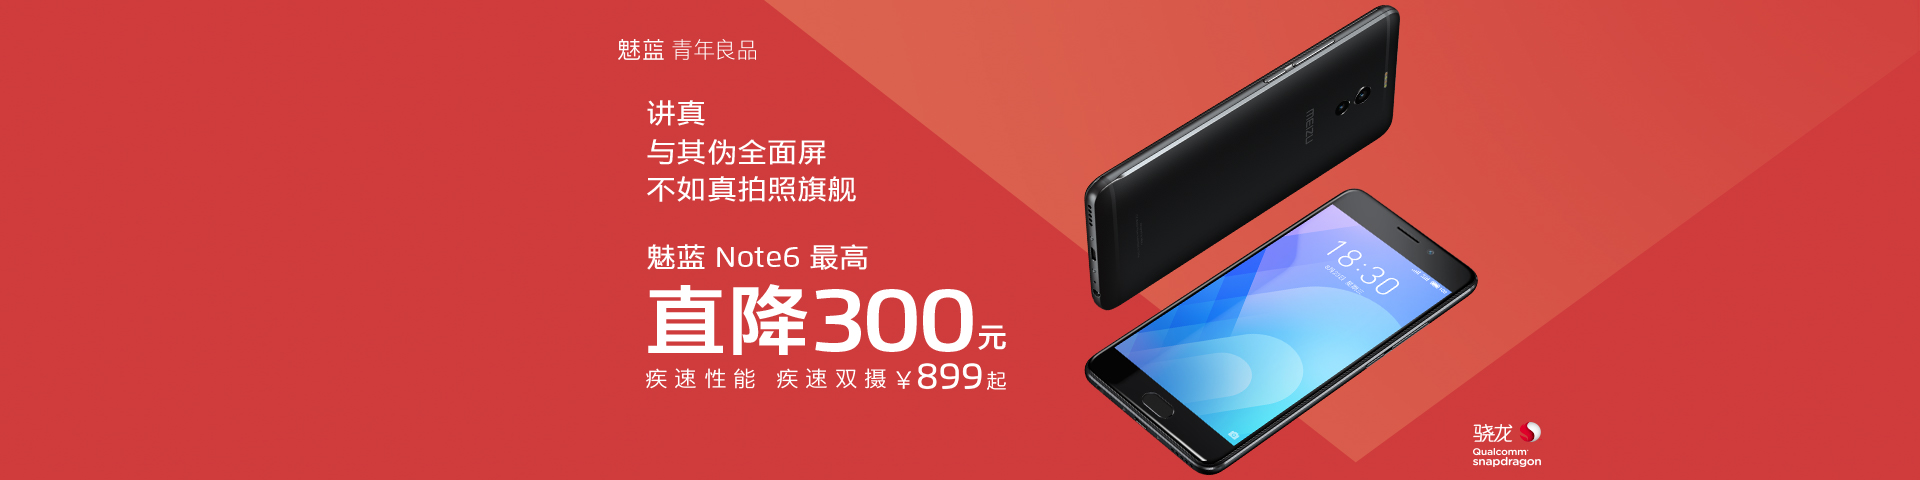 魅蓝 青年良品
讲真
与其伪全面屏
不如真拍照旗舰
魅蓝 Note6 最高
直降300元
疾速性能 疾速双摄 ¥899起
MEIZU
18:30
骁龙
Qualcomm
snapdragon